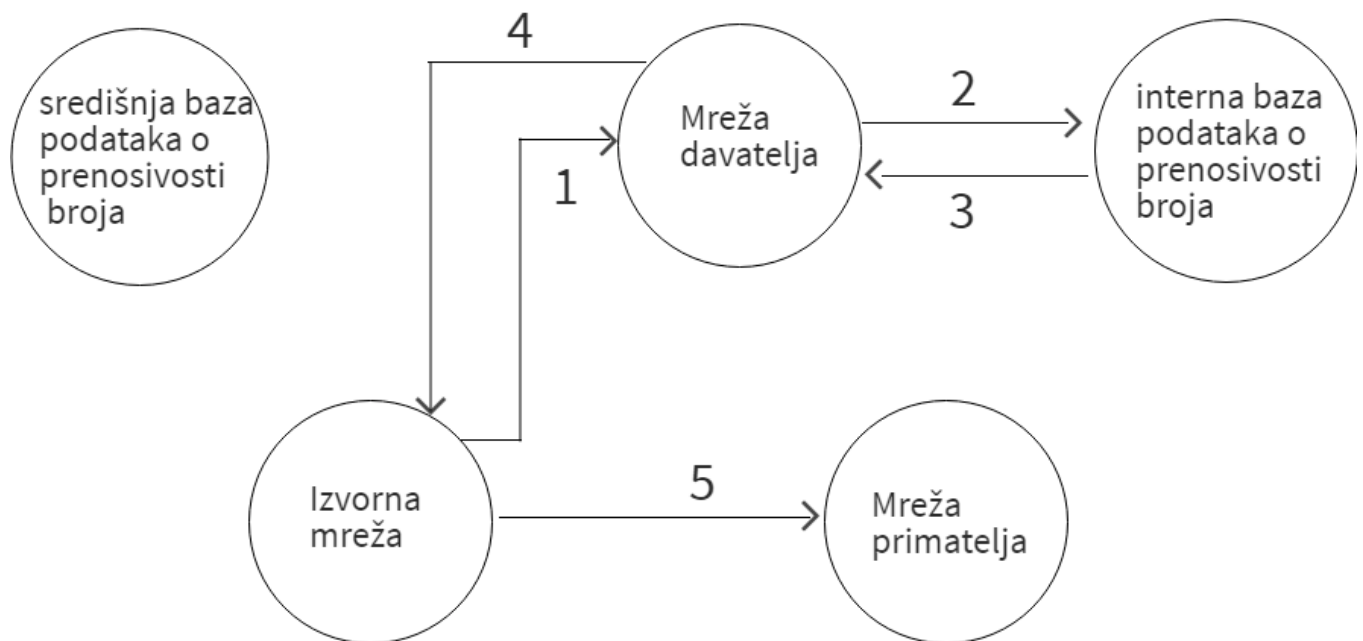 središnja baza
podataka o
prenosivosti
broja
4
1
Mreža
davatelja
2
3
interna baza
podataka o
prenosivosti
broja
Izvorna
mreža
5
Mreža
primatelja